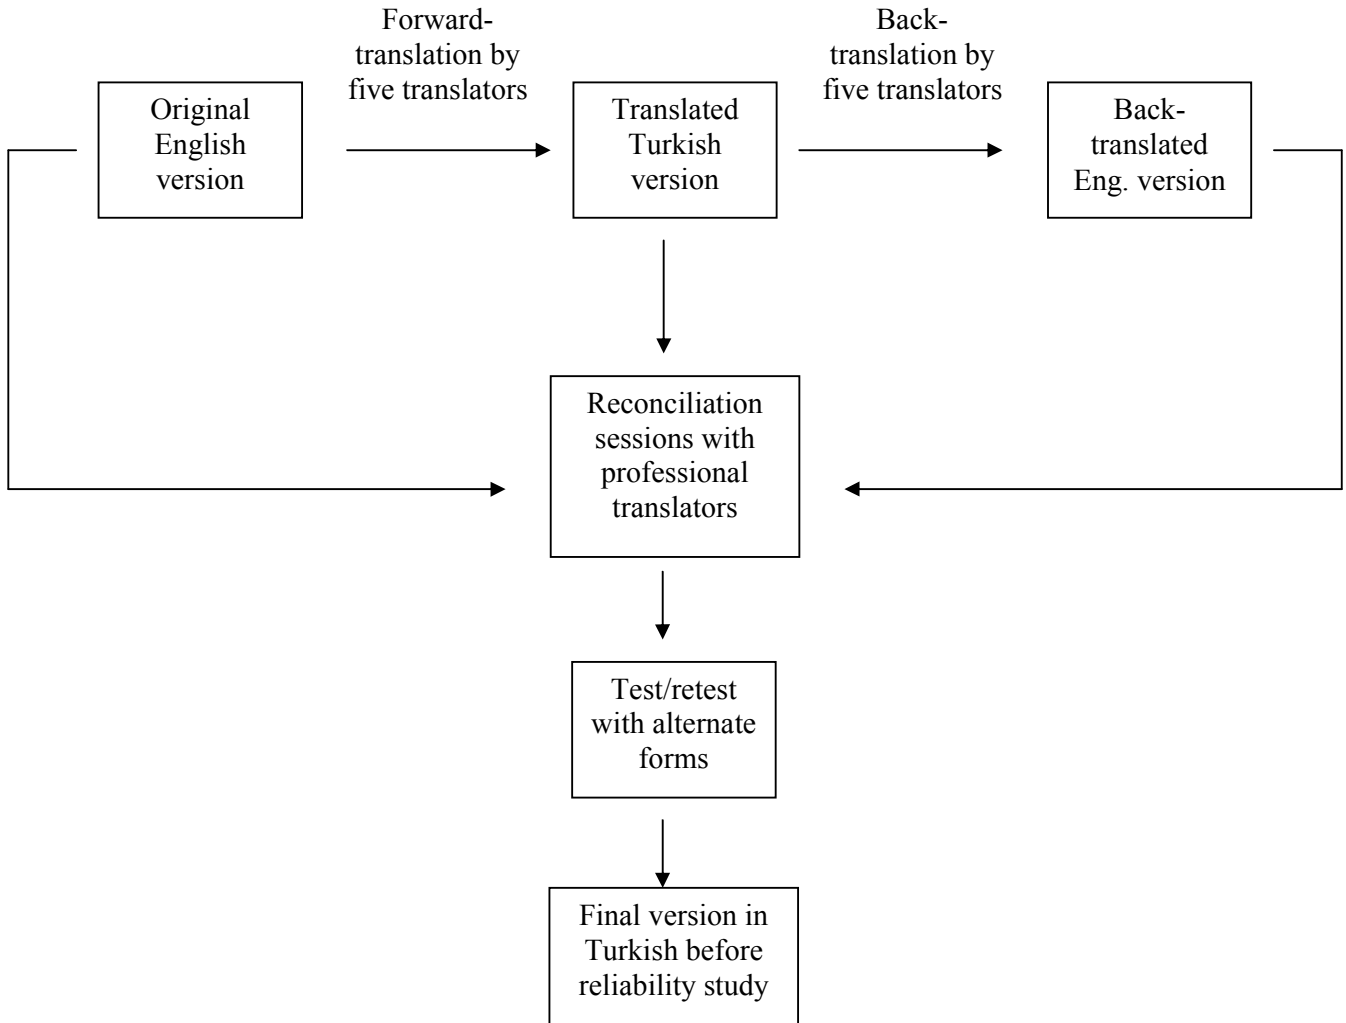 Forward-
translation by
five translators
Back-
translation by
five translators
Original
English
version
Translated
Turkish
version
Back-
translated
Eng. version
Reconciliation
sessions with
professional
translators
Test/retest
with alternate
forms
Final version in
Turkish before
reliability study